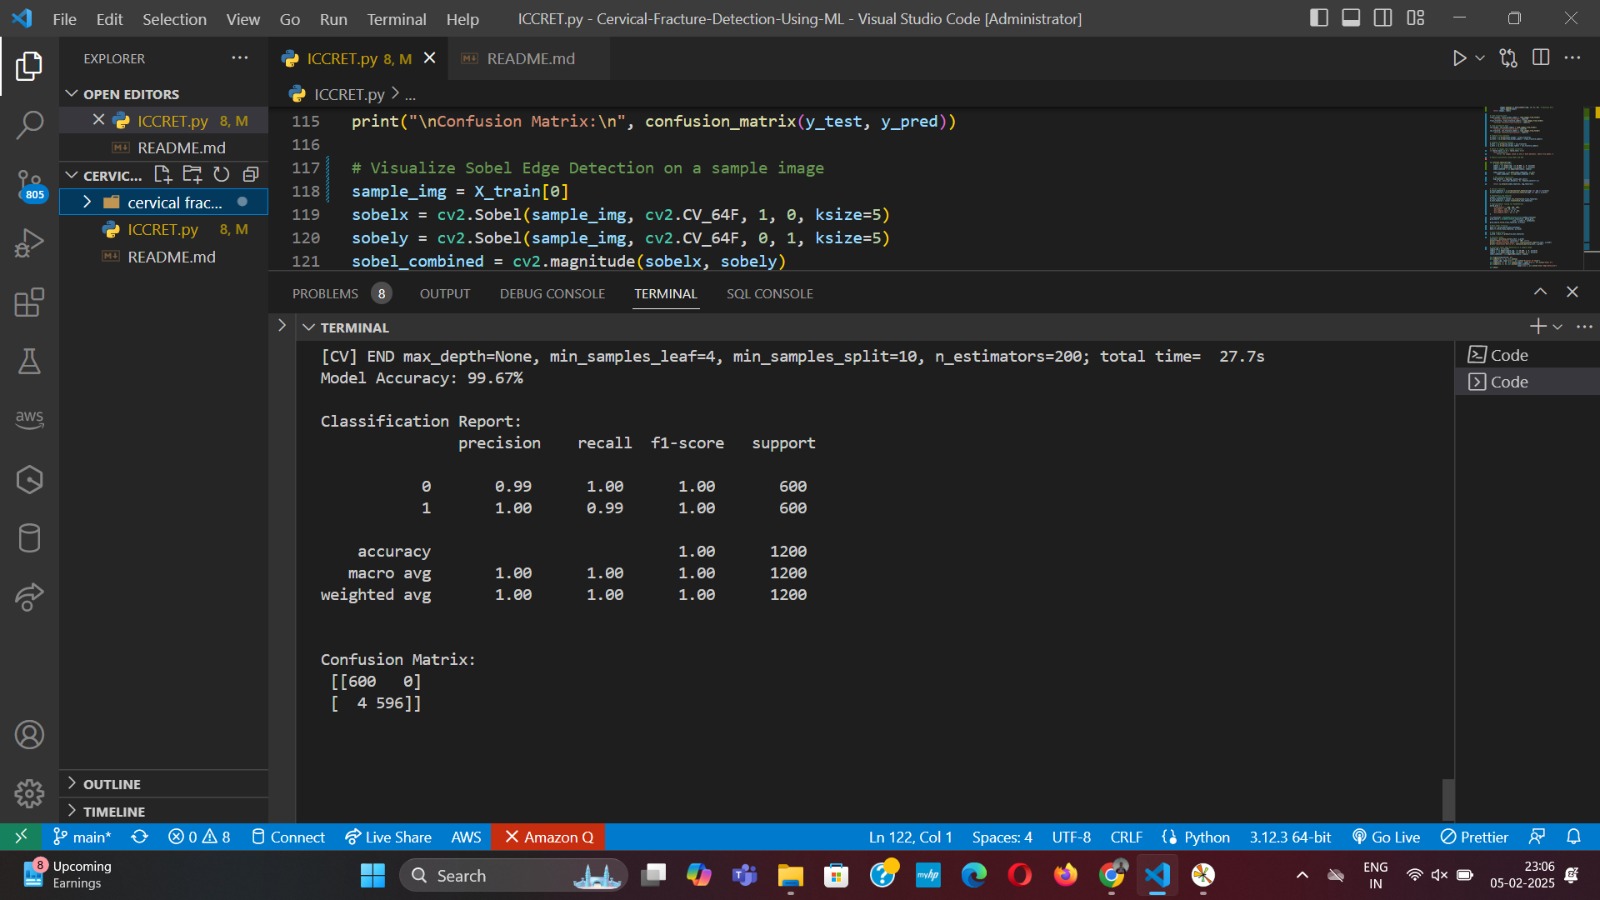 File Edit Selection View Go Run Terminal Help ICCRET.py - Cervical-Fracture-Detection-Using-ML - Visual Studio Code [Administrator]
EXPLORER
ICCRET.py 8, M README.md
OPEN EDITORS
ICCRET.py 8, M
README.md
CERVIC...
cervical frac...
ICCRET.py 8, M
README.md
805
aws
OUTLINE
TIMELINE
ICCRET.py > ...
115 print("\nConfusion Matrix:\n", confusion_matrix(y_test, y_pred))
116
117 # Visualize Sobel Edge Detection on a sample image
118 sample_img = X_train[0]
119 sobelx = cv2.Sobel(sample_img, cv2.CV_64F, 1, 0, ksize=5)
120 sobely = cv2.Sobel(sample_img, cv2.CV_64F, 0, 1, ksize=5)
121 sobel_combined = cv2.magnitude(sobelx, sobely)
PROBLEMS 8 OUTPUT DEBUG CONSOLE TERMINAL SQL CONSOLE
TERMINAL
[CV] END max_depth=None, min_samples_leaf=4, min_samples_split=10, n_estimators=200; total time=  27.7s
Model Accuracy: 99.67%
Classification Report:
precision recall f1-score support
0 0.99 1.00 1.00 600
1 1.00 0.99 1.00 600
accuracy 1.00 1200
macro avg 1.00 1.00 1.00 1200
weighted avg 1.00 1.00 1.00 1200
Confusion Matrix:
[[600   0]
[  4 596]]
Code
Code
main* 0 8 Connect Live Share AWS Amazon Q Ln 122, Col 1 Spaces: 4 UTF-8 CRLF Python 3.12.3 64-bit Go Live Prettier
8 Upcoming
Earnings
Search
myhp
ENG
IN
23:06
05-02-2025